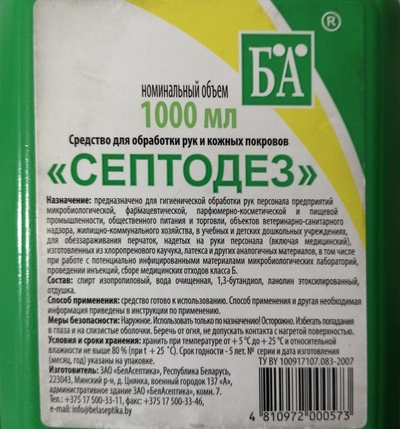 БА®
номинальный объем
1000 мл
Средство для обработки рук и кожных покровов
«СЕПТОДЕЗ»
Назначение: предназначено для гигиенической обработки рук персонала предприятий
микробиологической, фармацевтической, парфюмерно-косметической и пищевой
промышленности, общественного питания и торговли, объектов ветеринарно-санитарного
надзора, жилищно-коммунального хозяйства, в учебных и детских дошкольных учреждениях,
для обеззараживания перчаток, надетых на руки персонала (включая медицинский),
изготовленных из хлоропренового каучука, латекса и других аналогичных материалов, в том числе
при работе с потенциально инфицированными материалами микробиологических лабораторий,
проведении инъекций, сборе медицинских отходов класса Б.
Состав: спирт изопропиловый, вода очищенная, 1,3-бутандиол, ланолин этоксилированный,
отдушка.
Способ применения: средство готово к использованию. Способ применения и другая необходимая
информация приведены в инструкции по применению.
Меры безопасности: Наружное. Использовать только по назначению! Осторожно. Избегать попадания
в глаза и на слизистые оболочки. Беречь от огня, не допускать контакта с нагретой поверхностью.
Условия и сроки хранения: хранить при температуре от + 5 °С до + 25 °С и относительной
влажности не выше 80 % (при t + 25 °С). Срок годности - 5 лет. № серии и дата изготовления
(месяц, год) указаны на упаковке.
TY BY 100917107.083-2007
Изготовитель: ЗАО «БелАсептика», Республика Беларусь,
223043, Минский р-н, д. Цнянка, военный городок 137 «А»,
административное здание ЗАО «БелАсептика», комн. 7.
Тел.: +375 17 500-33-11, факс: +375 17 500-33-46,
e-mail: info@belaseptika.by
4 810972 000573